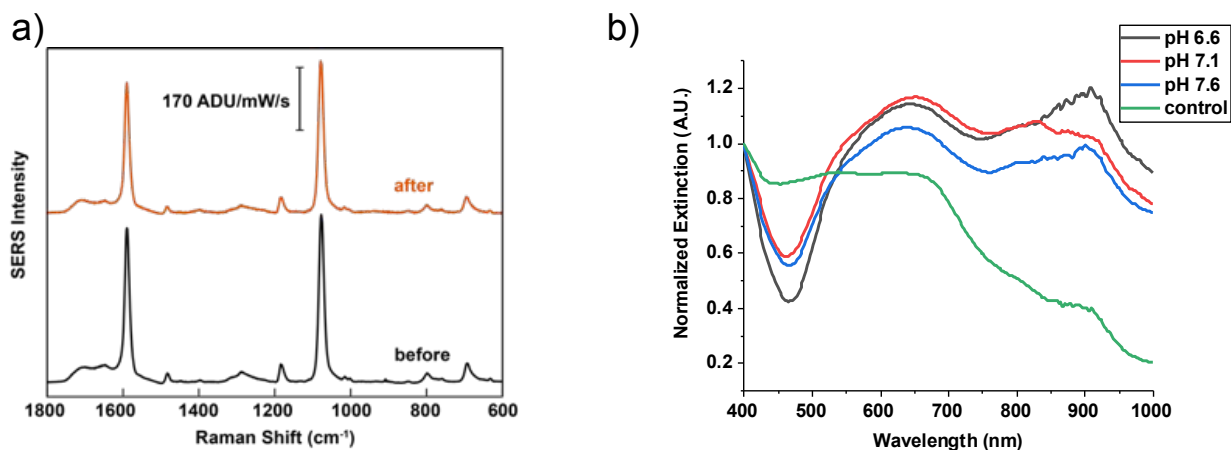 a)
170 ADU/mW/s
after
before
SERS Intensity
1800 1600 1400 1200 1000 800 600
Raman Shift (cm⁻¹)
b)
pH 6.6
pH 7.1
pH 7.6
control
Normalized Extinction (A.U.)
1.2
1.0
0.8
0.6
0.4
0.2
400 500 600 700 800 900 1000
Wavelength (nm)